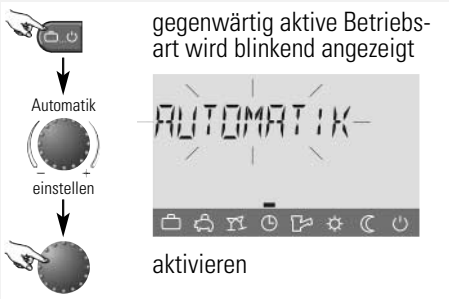 gegenwärtig aktive Betriebs-
art wird blinkend angezeigt
Automatik
AUTOMATIK
- +
einstellen
aktivieren